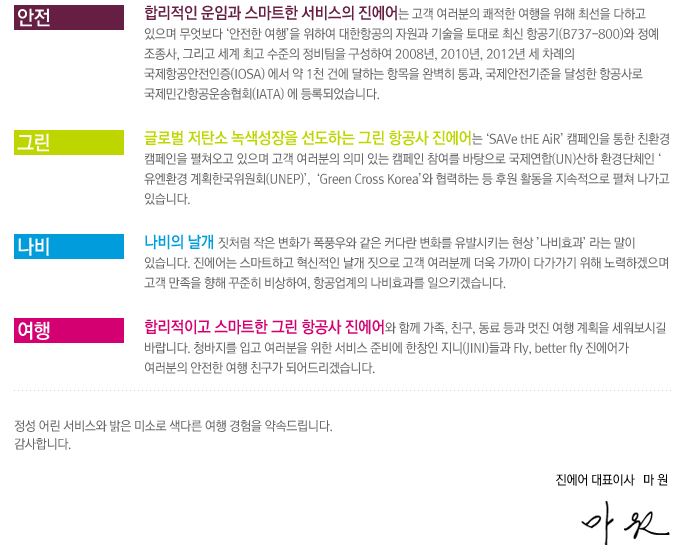 안전
합리적인 운임과 스마트한 서비스의 진에어는 고객 여러분의 쾌적한 여행을 위해 최선을 다하고
있으며 무엇보다 ‘안전한 여행’을 위하여 대한항공의 자원과 기술을 토대로 최신 항공기(B737-800)와 정예
조종사, 그리고 세계 최고 수준의 정비팀을 구성하여 2008년, 2010년, 2012년 세 차례의
국제항공안전인증(IOSA) 에서 약 1천 건에 달하는 항목을 완벽히 통과, 국제안전기준을 달성한 항공사로
국제민간항공운송협회(IATA) 에 등록되었습니다.
그린
글로벌 저탄소 녹색성장을 선도하는 그린 항공사 진에어는 ‘SAVe tHE AiR’ 캠페인을 통한 친환경
캠페인을 펼쳐오고 있으며 고객 여러분의 의미 있는 캠페인 참여를 바탕으로 국제연합(UN)산하 환경단체인 ‘
유엔환경 계획한국위원회(UNEP)’, ‘Green Cross Korea’와 협력하는 등 후원 활동을 지속적으로 펼쳐 나가고
있습니다.
나비
나비의 날개 짓처럼 작은 변화가 폭풍우와 같은 커다란 변화를 유발시키는 현상 ’나비효과’ 라는 말이
있습니다. 진에어는 스마트하고 혁신적인 날개 짓으로 고객 여러분께 더욱 가까이 다가가기 위해 노력하겠으며
고객 만족을 향해 꾸준히 비상하여, 항공업계의 나비효과를 일으키겠습니다.
여행
합리적이고 스마트한 그린 항공사 진에어와 함께 가족, 친구, 동료 등과 멋진 여행 계획을 세워보시길
바랍니다. 청바지를 입고 여러분을 위한 서비스 준비에 한창인 지니(JINI)들과 Fly, better fly 진에어가
여러분의 안전한 여행 친구가 되어드리겠습니다.
정성 어린 서비스와 밝은 미소로 색다른 여행 경험을 약속드립니다.
감사합니다.
진에어 대표이사 마 원
마 원